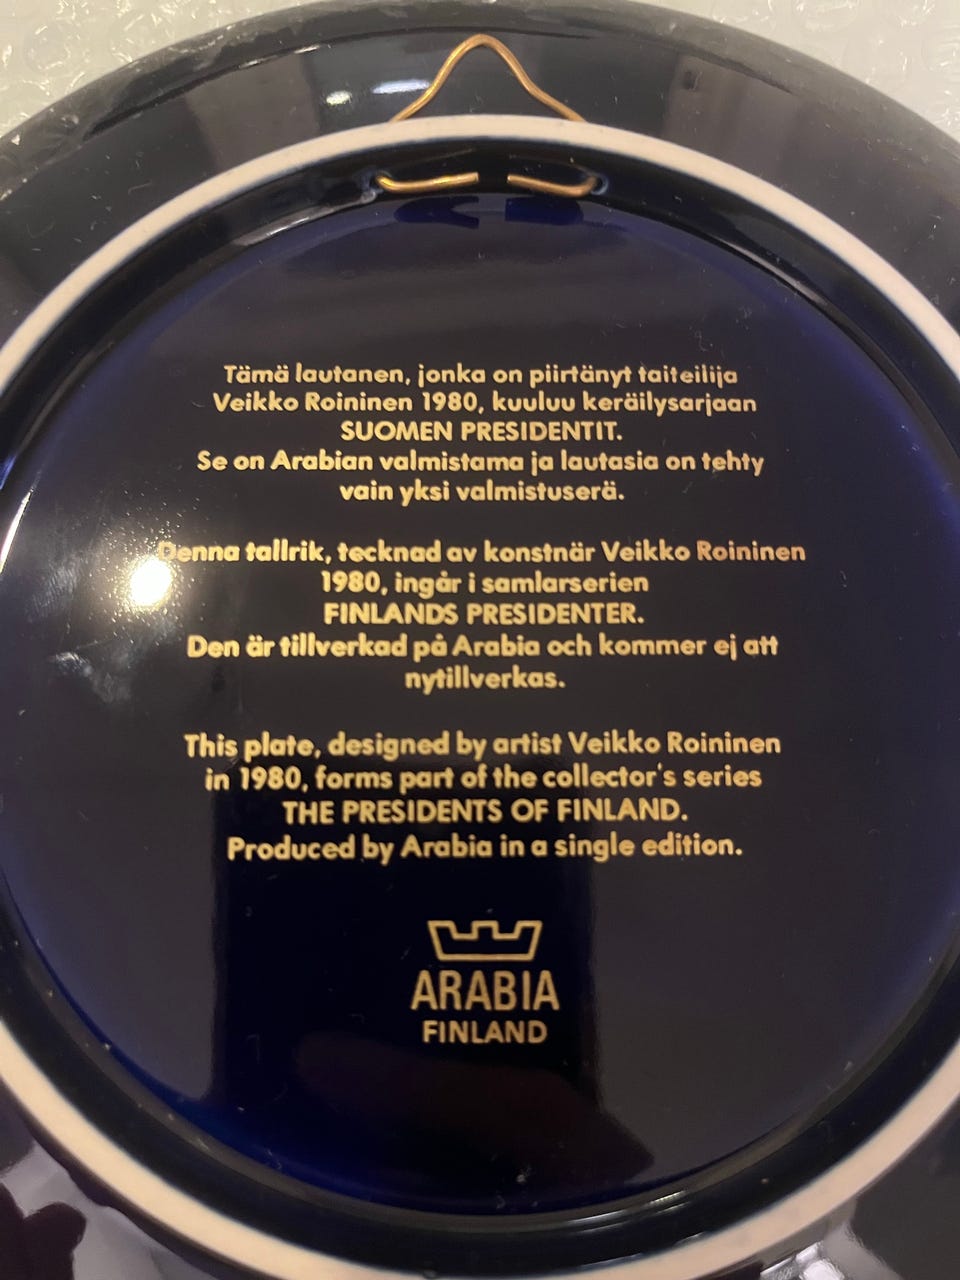 Tämä lautanen, jonka on piirtänyt taiteilija
Veikko Roininen 1980, kuuluu keräilysarjaan
SUOMEN PRESIDENTIT.
Se on Arabian valmistama ja lautasia on tehty
vain yksi valmistuserä.
Denna tallrik, tecknad av konstnär Veikko Roininen
1980, ingår i samlarserien
FINLANDS PRESIDENTER.
Den är tillverkad på Arabia och kommer ej att
nytillverkas.
This plate, designed by artist Veikko Roininen
in 1980, forms part of the collector's series
THE PRESIDENTS OF FINLAND.
Produced by Arabia in a single edition.
ARABIA
FINLAND